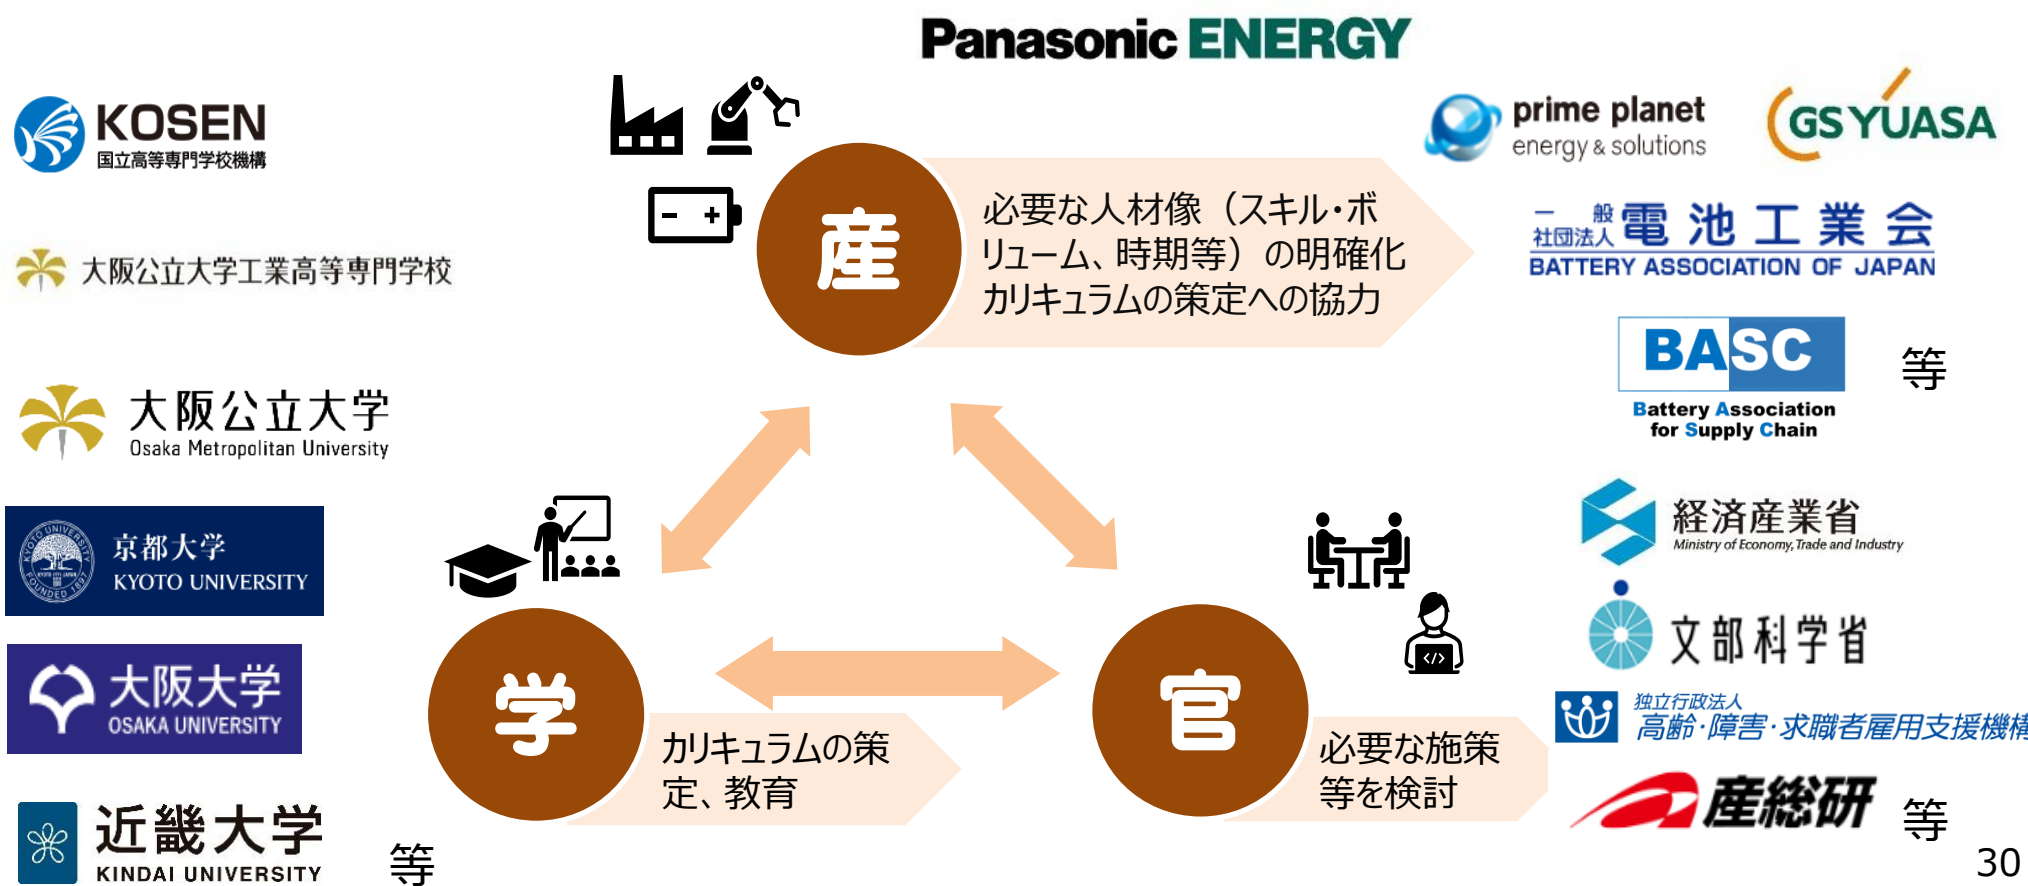 Panasonic ENERGY
KOSEN
国立高等専門学校機構
大阪公立大学工業高等専門学校
大阪公立大学
Osaka Metropolitan University
京都大学
KYOTO UNIVERSITY
大阪大学
OSAKA UNIVERSITY
近畿大学
KINDAI UNIVERSITY
等
産
必要な人材像（スキル・ボ
リューム、時期等）の明確化
カリキュラムの策定への協力
prime planet
energy & solutions
GS YUASA
一般
社団法人
電池工業会
BATTERY ASSOCIATION OF JAPAN
BASC
Battery Association
for Supply Chain
等
学
カリキュラムの策
定、教育
官
必要な施策
等を検討
</>
経済産業省
Ministry of Economy, Trade and Industry
文部科学省
独立行政法人
高齢・障害・求職者雇用支援機構
産総研
等
30